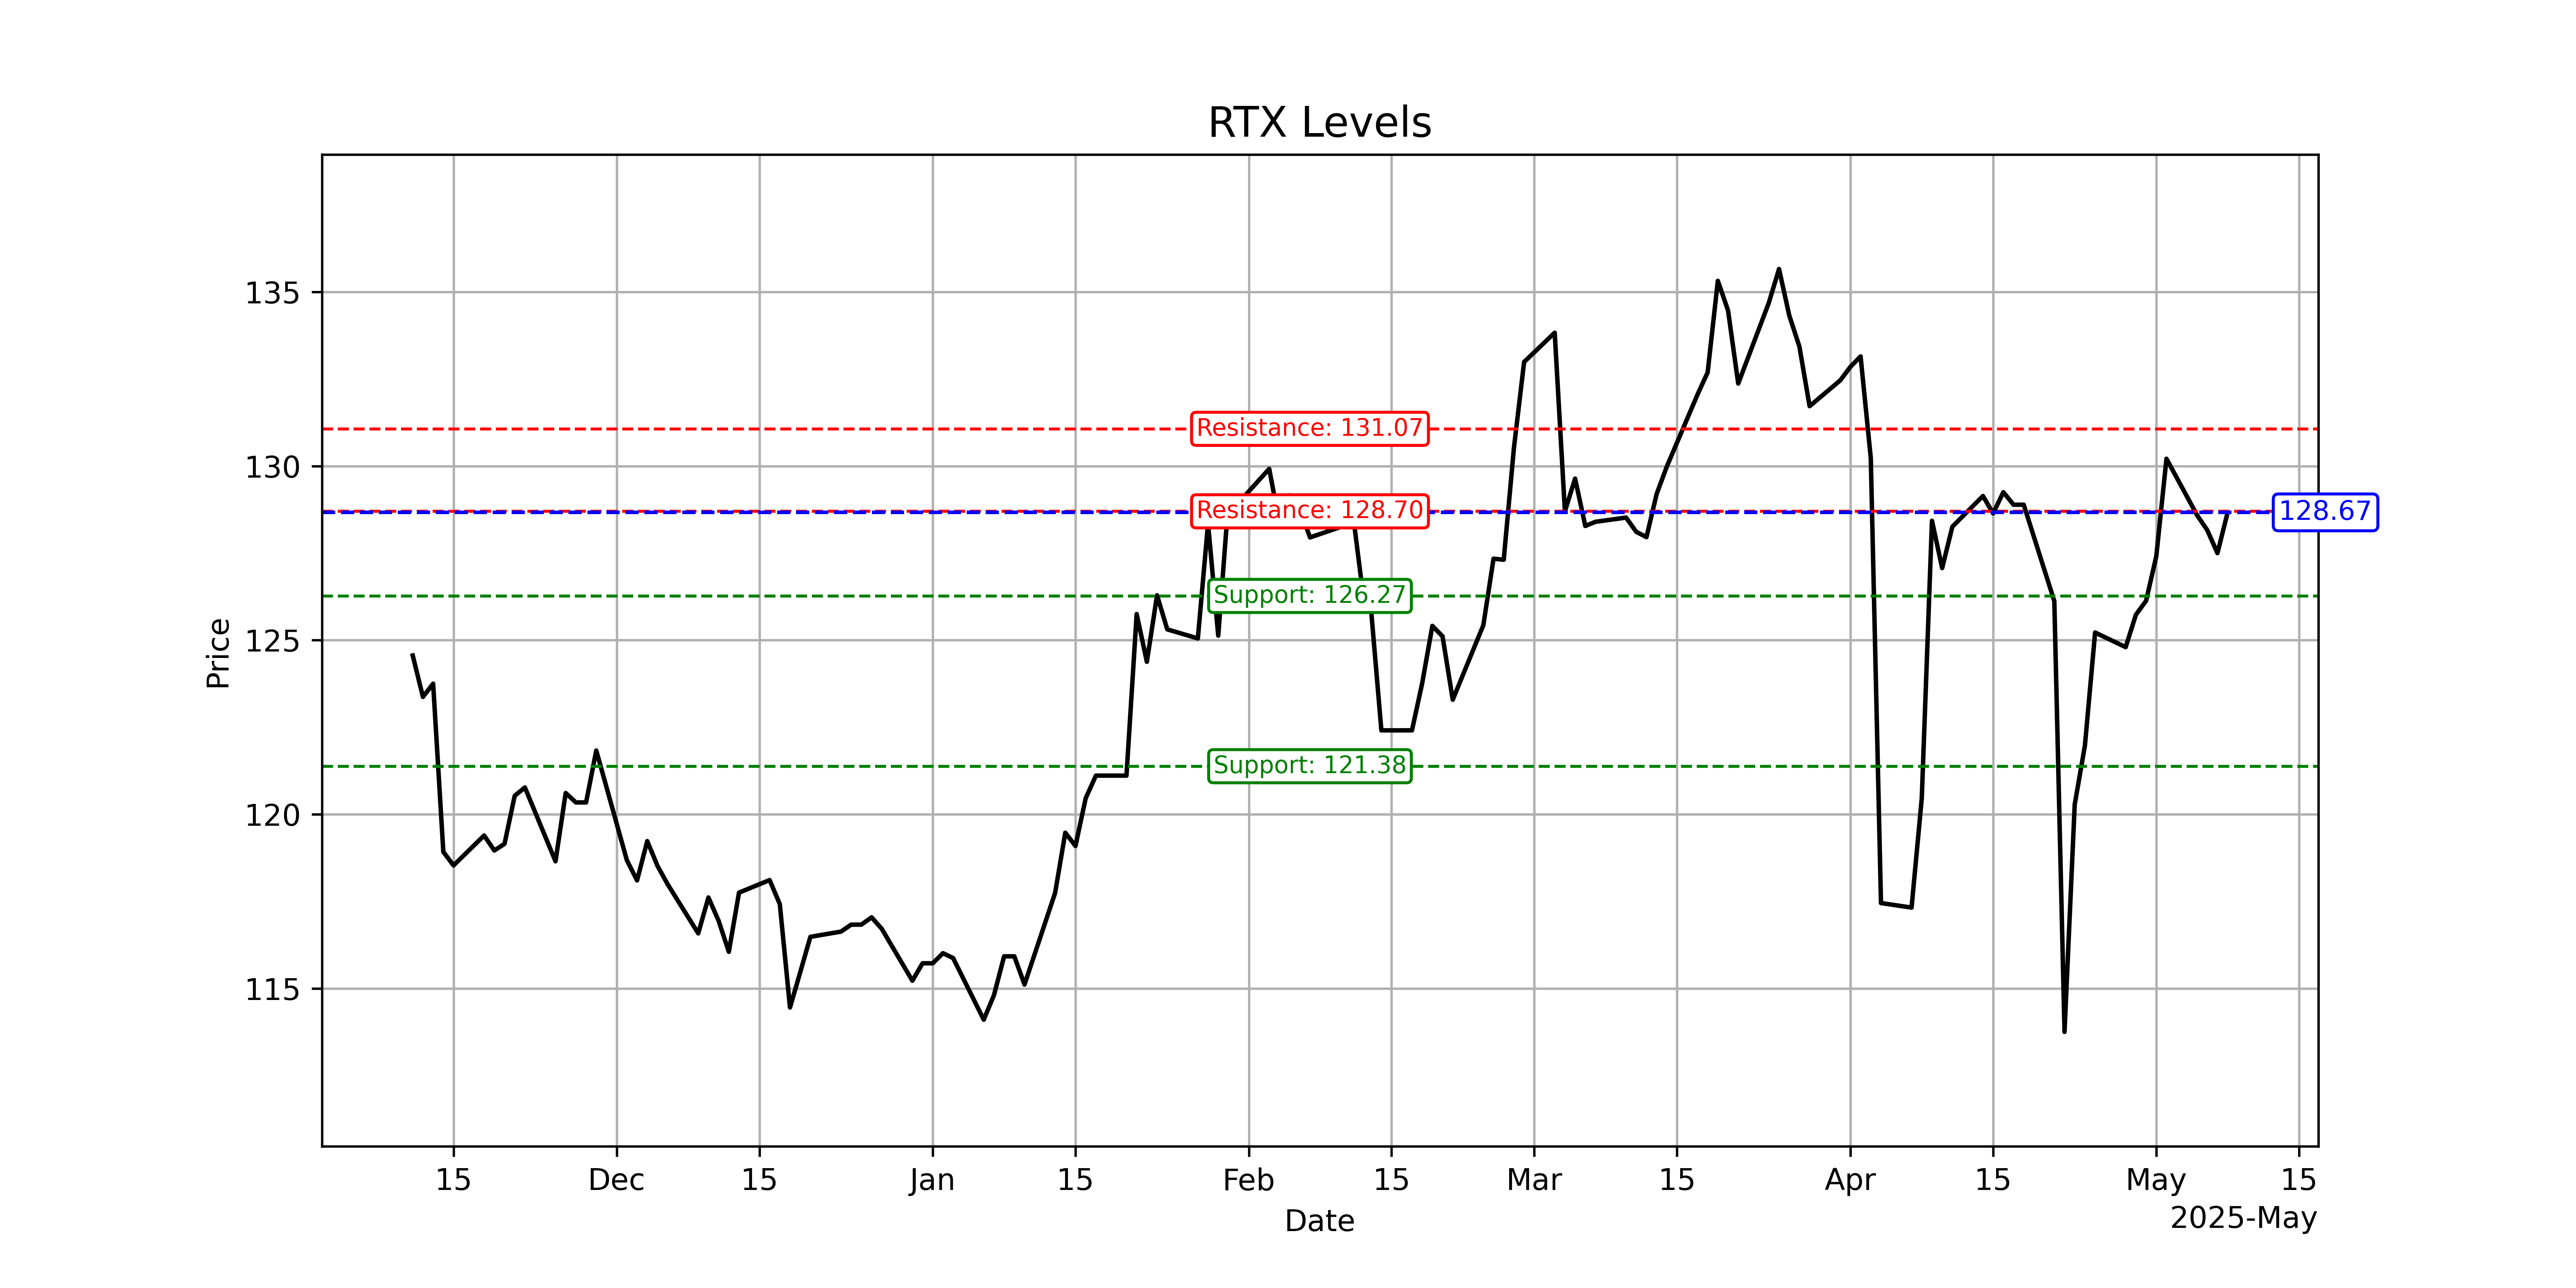 RTX Levels
135
130
125
120
115
Price
Resistance: 131.07
Resistance: 128.70
128.67
Support: 126.27
Support: 121.38
15 Dec 15 Jan 15 Feb 15 Mar 15 Apr 15 May 15
Date
2025-May